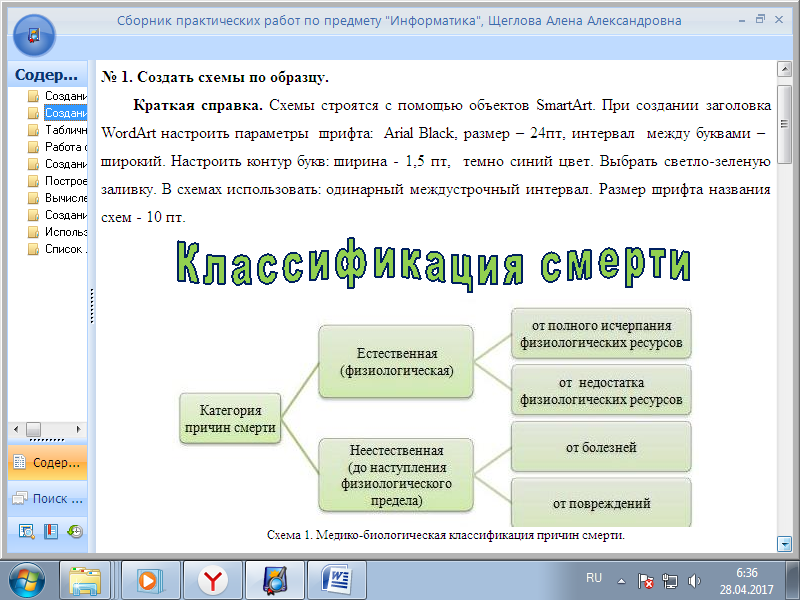 Сборник практических работ по предмету "Информатика", Щеглова Алена Александровна
Содер...
Создани
Создани
Табличн
Работа с
Создани
Построе
Вычисле
Создани
Использ
Список
Содер...
Поиск ...
№ 1. Создать схемы по образцу.
Краткая справка. Схемы строятся с помощью объектов SmartArt. При создании заголовка
WordArt настроить параметры шрифта: Arial Black, размер – 24пт, интервал между буквами –
широкий. Настроить контур букв: ширина - 1,5 пт, темно синий цвет. Выбрать светло-зеленую
заливку. В схемах использовать: одинарный междустрочный интервал. Размер шрифта названия
схем - 10 пт.
Классификация смерти
Категория
причин смерти
Естественная
(физиологическая)
от полного исчерпания
физиологических ресурсов
от недостатка
физиологических ресурсов
Неестественная
(до наступления
физиологического
предела)
от болезней
от повреждений
Схема 1. Медико-биологическая классификация причин смерти.
RU
6:36
28.04.2017